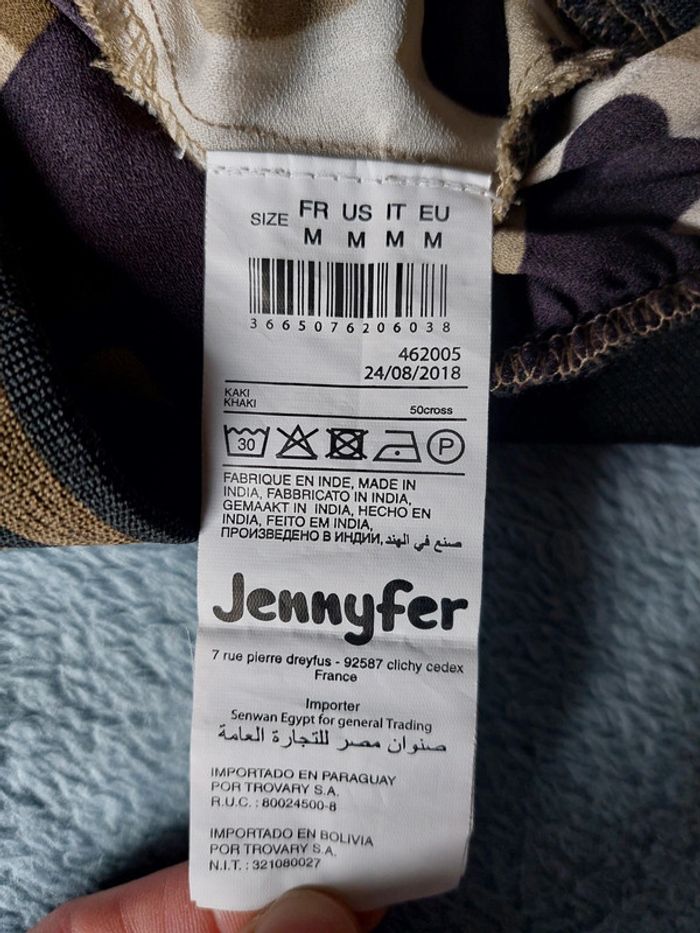 SIZE FR US IT EU
M M M M
3665076206038
462005
24/08/2018
KAKI
KHAKI
50cross
30 P
FABRIQUE EN INDE, MADE IN
INDIA, FABBRICATO IN INDIA,
GEMAAKT IN INDIA, HECHO EN
INDIA, FEITO EM INDIA,
ПРОИЗВЕДЕНО В ИНДИИ, صنع في الهند
Jennyfer
7 rue pierre dreyfus - 92587 clichy cedex
France
Importer
Senwan Egypt for general Trading
صنوان مصر للتجارة العامة
IMPORTADO EN PARAGUAY
POR TROVARY S.A.
R.U.C. : 80024500-8
IMPORTADO EN BOLIVIA
POR TROVARY S.A.
N.I.T. : 321080027